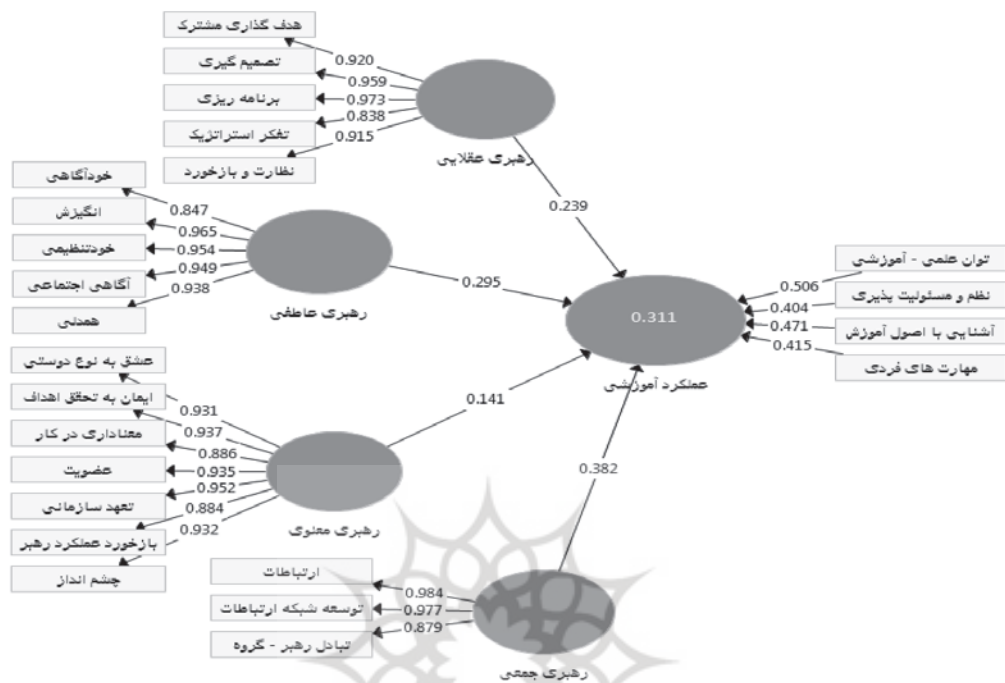 هدف گذاری مشترک
تصمیم گیری
برنامه ریزی
تفکر استراتژیک
نظارت و بازخورد
0.920
0.959
0.973
0.838
0.915
رهبری عقلایی
0.239
خودآگاهی
انگیزش
خودتنظیمی
آگاهی اجتماعی
همدلی
0.847
0.965
0.954
0.949
0.938
رهبری عاطفی
0.295
توان علمی - آموزشی
نظم و مسئولیت پذیری
آشنایی با اصول آموزش
مهارت های فردی
0.506
0.404
0.471
0.415
0.311
عملکرد آموزشی
عشق به نوع دوستی
ایمان به تحقق اهداف
معناداری در کار
عضویت
تعهد سازمانی
بازخورد عملکرد رهبر
چشم انداز
0.931
0.937
0.886
0.935
0.952
0.884
0.932
رهبری معنوی
0.141
0.382
ارتباطات
توسعه شبکه ارتباطات
تبادل رهبر - گروه
0.984
0.977
0.879
رهبری جمعی